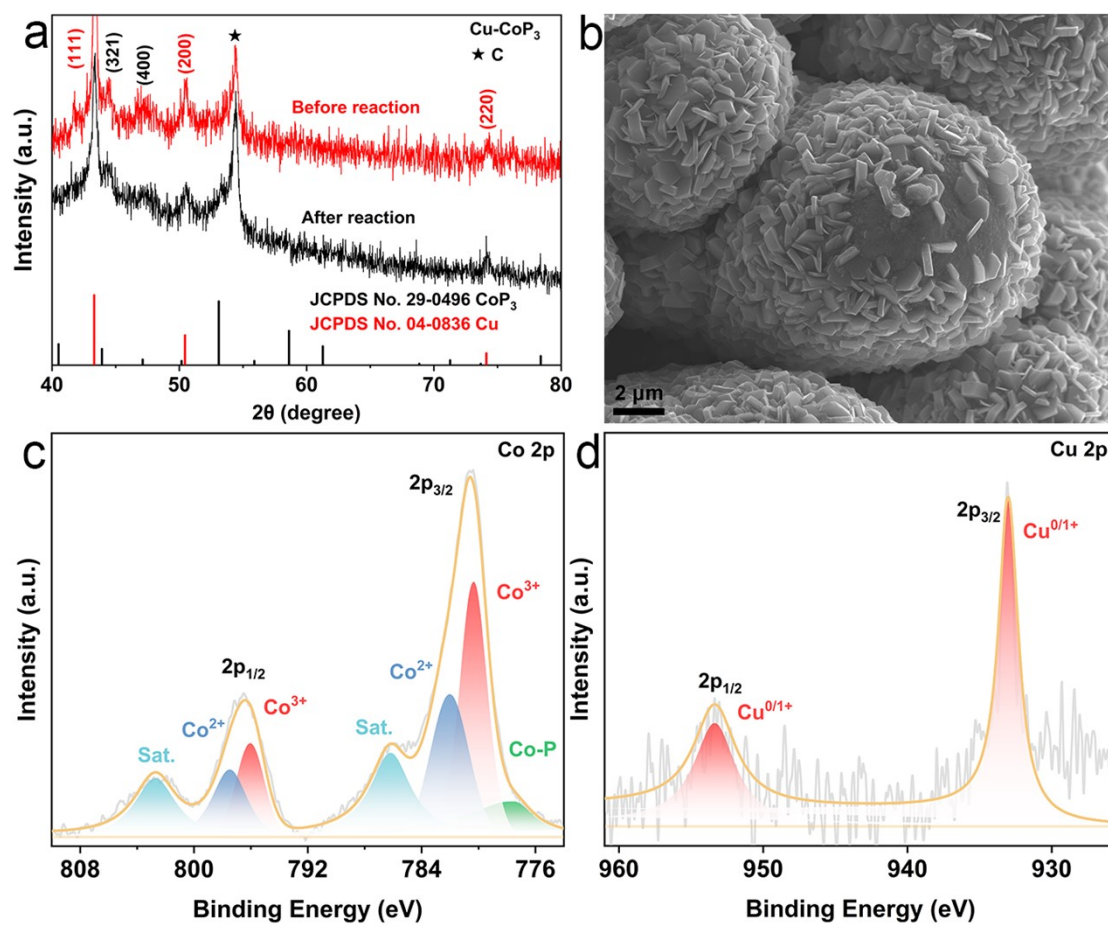 a
Cu-CoP₃
★ C
(111)
(321)
(400)
(200)
(220)
Before reaction
After reaction
JCPDS No. 29-0496 CoP₃
JCPDS No. 04-0836 Cu
Intensity (a.u.)
40 50 60 70 80
2θ (degree)
b
2 μm
c
Co 2p
2p₃/₂
Co³⁺
Co²⁺
2p₁/₂
Co³⁺
Co²⁺
Sat.
Sat.
Co-P
Intensity (a.u.)
808 800 792 784 776
Binding Energy (eV)
d
Cu 2p
2p₃/₂
Cu⁰/¹⁺
2p₁/₂
Cu⁰/¹⁺
Intensity (a.u.)
960 950 940 930
Binding Energy (eV)